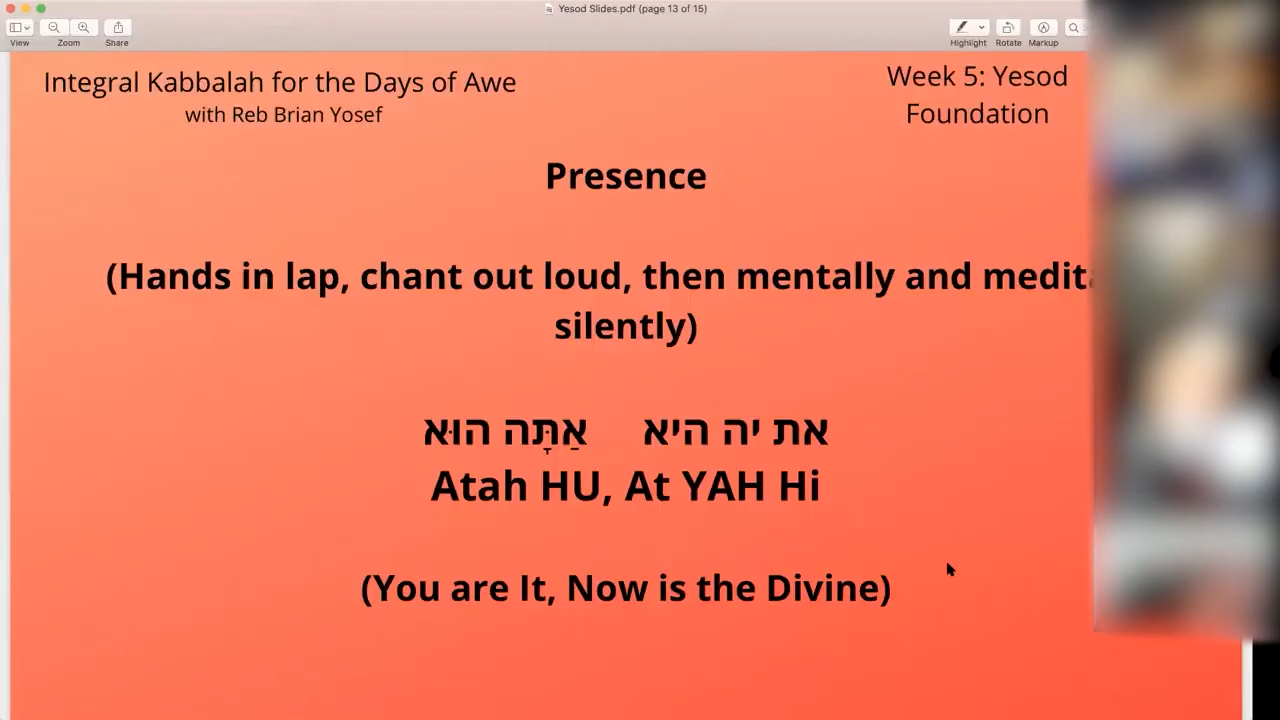 Yesod Slides.pdf (page 13 of 15)
View
Zoom
Share
Highlight
Rotate
Markup
Integral Kabbalah for the Days of Awe
with Reb Brian Yosef
Week 5: Yesod
Foundation
Presence
(Hands in lap, chant out loud, then mentally and
silently)
את יה היא אַתָּה הוּא
Atah HU, At YAH Hi
(You are It, Now is the Divine)